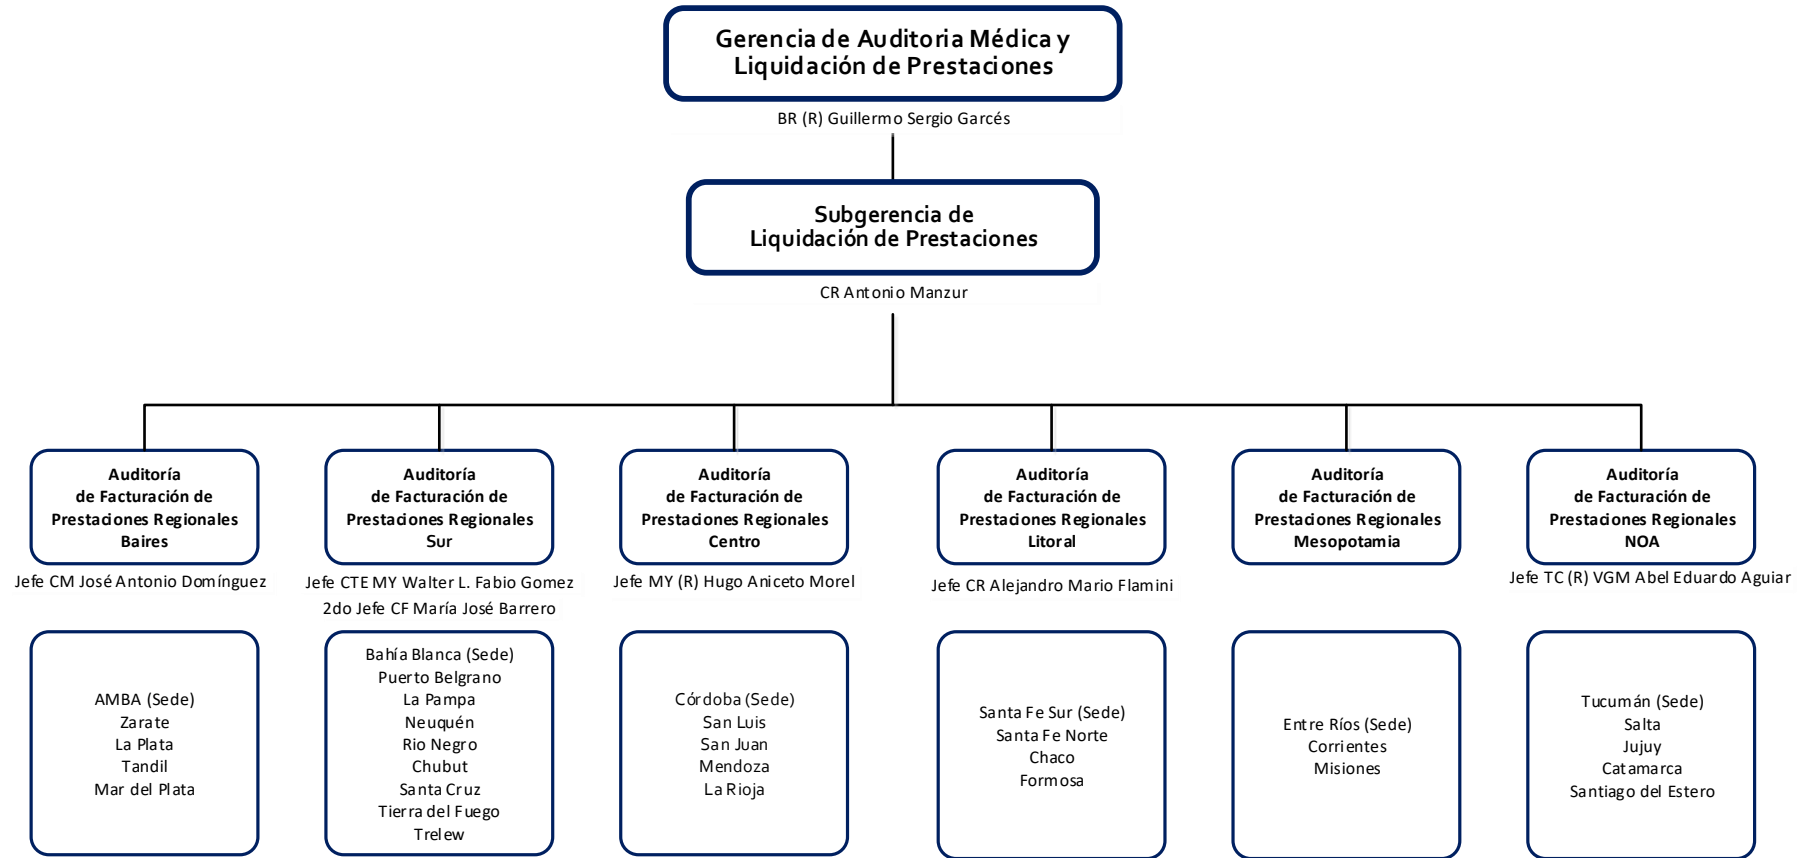 Gerencia de Auditoria Médica y
Liquidación de Prestaciones
BR (R) Guillermo Sergio Garcés
Subgerencia de
Liquidación de Prestaciones
CR Antonio Manzur
Auditoría
de Facturación de
Prestaciones Regionales
Baires
Jefe CM José Antonio Domínguez
AMBA (Sede)
Zarate
La Plata
Tandil
Mar del Plata
Auditoría
de Facturación de
Prestaciones Regionales
Sur
Jefe CTE MY Walter L. Fabio Gomez
2do Jefe CF María José Barrero
Bahía Blanca (Sede)
Puerto Belgrano
La Pampa
Neuquén
Rio Negro
Chubut
Santa Cruz
Tierra del Fuego
Trelew
Auditoría
de Facturación de
Prestaciones Regionales
Centro
Jefe MY (R) Hugo Aniceto Morel
Córdoba (Sede)
San Luis
San Juan
Mendoza
La Rioja
Auditoría
de Facturación de
Prestaciones Regionales
Litoral
Jefe CR Alejandro Mario Flamini
Santa Fe Sur (Sede)
Santa Fe Norte
Chaco
Formosa
Auditoría
de Facturación de
Prestaciones Regionales
Mesopotamia
Entre Ríos (Sede)
Corrientes
Misiones
Auditoría
de Facturación de
Prestaciones Regionales
NOA
Jefe TC (R) VGM Abel Eduardo Aguiar
Tucumán (Sede)
Salta
Jujuy
Catamarca
Santiago del Estero